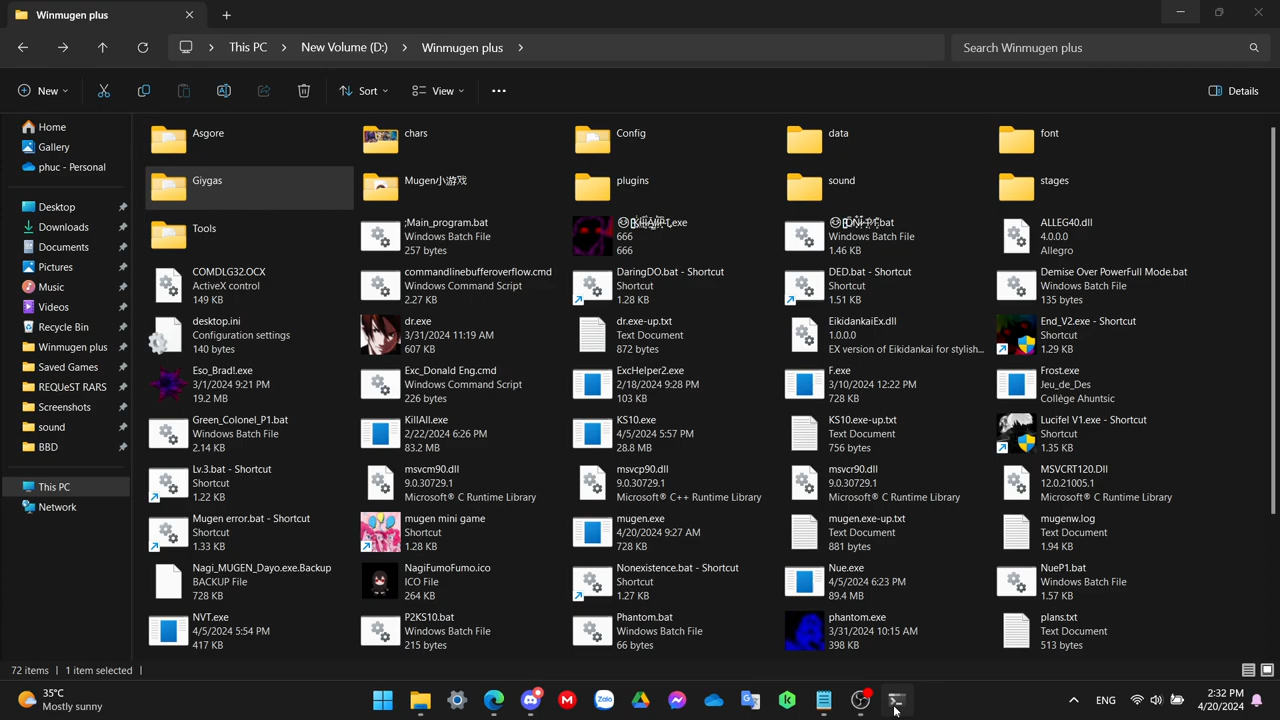 Winmugen plus
This PC
New Volume (D:)
Winmugen plus
Search Winmugen plus
New
Sort
View
Details
Home
Gallery
phuc - Personal
Desktop
Downloads
Documents
Pictures
Music
Videos
Recycle Bin
Winmugen plus
Saved Games
REQUeST RARS
Screenshots
sound
BBD
This PC
Network
Asgore
chars
Config
data
font
Giygas
Mugen小游戏
plugins
sound
stages
Tools
;Main_program.bat
Windows Batch File
257 bytes
666
666
Windows Batch File
1.46 KB
ALLEG40.dll
4.0.0.0
Allegro
COMDLG32.OCX
ActiveX control
149 KB
commandlinebufferoverflow.cmd
Windows Command Script
2.27 KB
DaringDO.bat - Shortcut
Shortcut
1.28 KB
DED.bat - Shortcut
Shortcut
1.51 KB
Demise Over PowerFull Mode.bat
Windows Batch File
135 bytes
desktop.ini
Configuration settings
140 bytes
dr.exe
3/31/2024 11:19 AM
607 KB
dr.exe-up.txt
Text Document
872 bytes
EikidankaiEx.dll
1.0.0.0
EX version of Eikidankai for stylish...
End_V2.exe - Shortcut
Shortcut
1.29 KB
Eso_Brad!.exe
3/1/2024 9:21 PM
19.2 MB
Exc_Donald Eng.cmd
Windows Command Script
226 bytes
ExcHelper2.exe
2/18/2024 9:28 PM
103 KB
F.exe
3/10/2024 12:22 PM
728 KB
Frost.exe
Jeu_de_Des
Collège Ahuntsic
Green_Colonel_P1.bat
Windows Batch File
2.14 KB
KillAll.exe
2/22/2024 6:26 PM
83.2 MB
KS10.exe
4/5/2024 5:57 PM
28.8 MB
KS10.exe-up.txt
Text Document
756 bytes
Lucifel V1.exe - Shortcut
Shortcut
1.35 KB
Lv.3.bat - Shortcut
Shortcut
1.22 KB
msvcm90.dll
9.0.30729.1
Microsoft® C Runtime Library
msvcp90.dll
9.0.30729.1
Microsoft® C++ Runtime Library
msvcr90.dll
9.0.30729.1
Microsoft® C Runtime Library
MSVCRT120.Dll
12.0.21005.1
Microsoft® C Runtime Library
Mugen error.bat - Shortcut
Shortcut
1.33 KB
mugen mini game
Shortcut
1.28 KB
mugen.exe
4/20/2024 9:27 AM
728 KB
mugen.exe-up.txt
Text Document
881 bytes
mugenw.log
Text Document
1.94 KB
Nagi_MUGEN_Dayo.exe.Backup
BACKUP File
728 KB
NagiFumoFumo.ico
ICO File
264 KB
Nonexistence.bat - Shortcut
Shortcut
1.27 KB
Nue.exe
4/5/2024 6:23 PM
89.4 MB
NueP1.bat
Windows Batch File
1.57 KB
NVT.exe
4/5/2024 5:54 PM
417 KB
P2KS10.bat
Windows Batch File
215 bytes
Phantom.bat
Windows Batch File
66 bytes
phantom.exe
3/31/2024 10:15 AM
398 KB
plans.txt
Text Document
513 bytes
72 items
1 item selected
35°C
Mostly sunny
Zalo
ENG
2:32 PM
4/20/2024